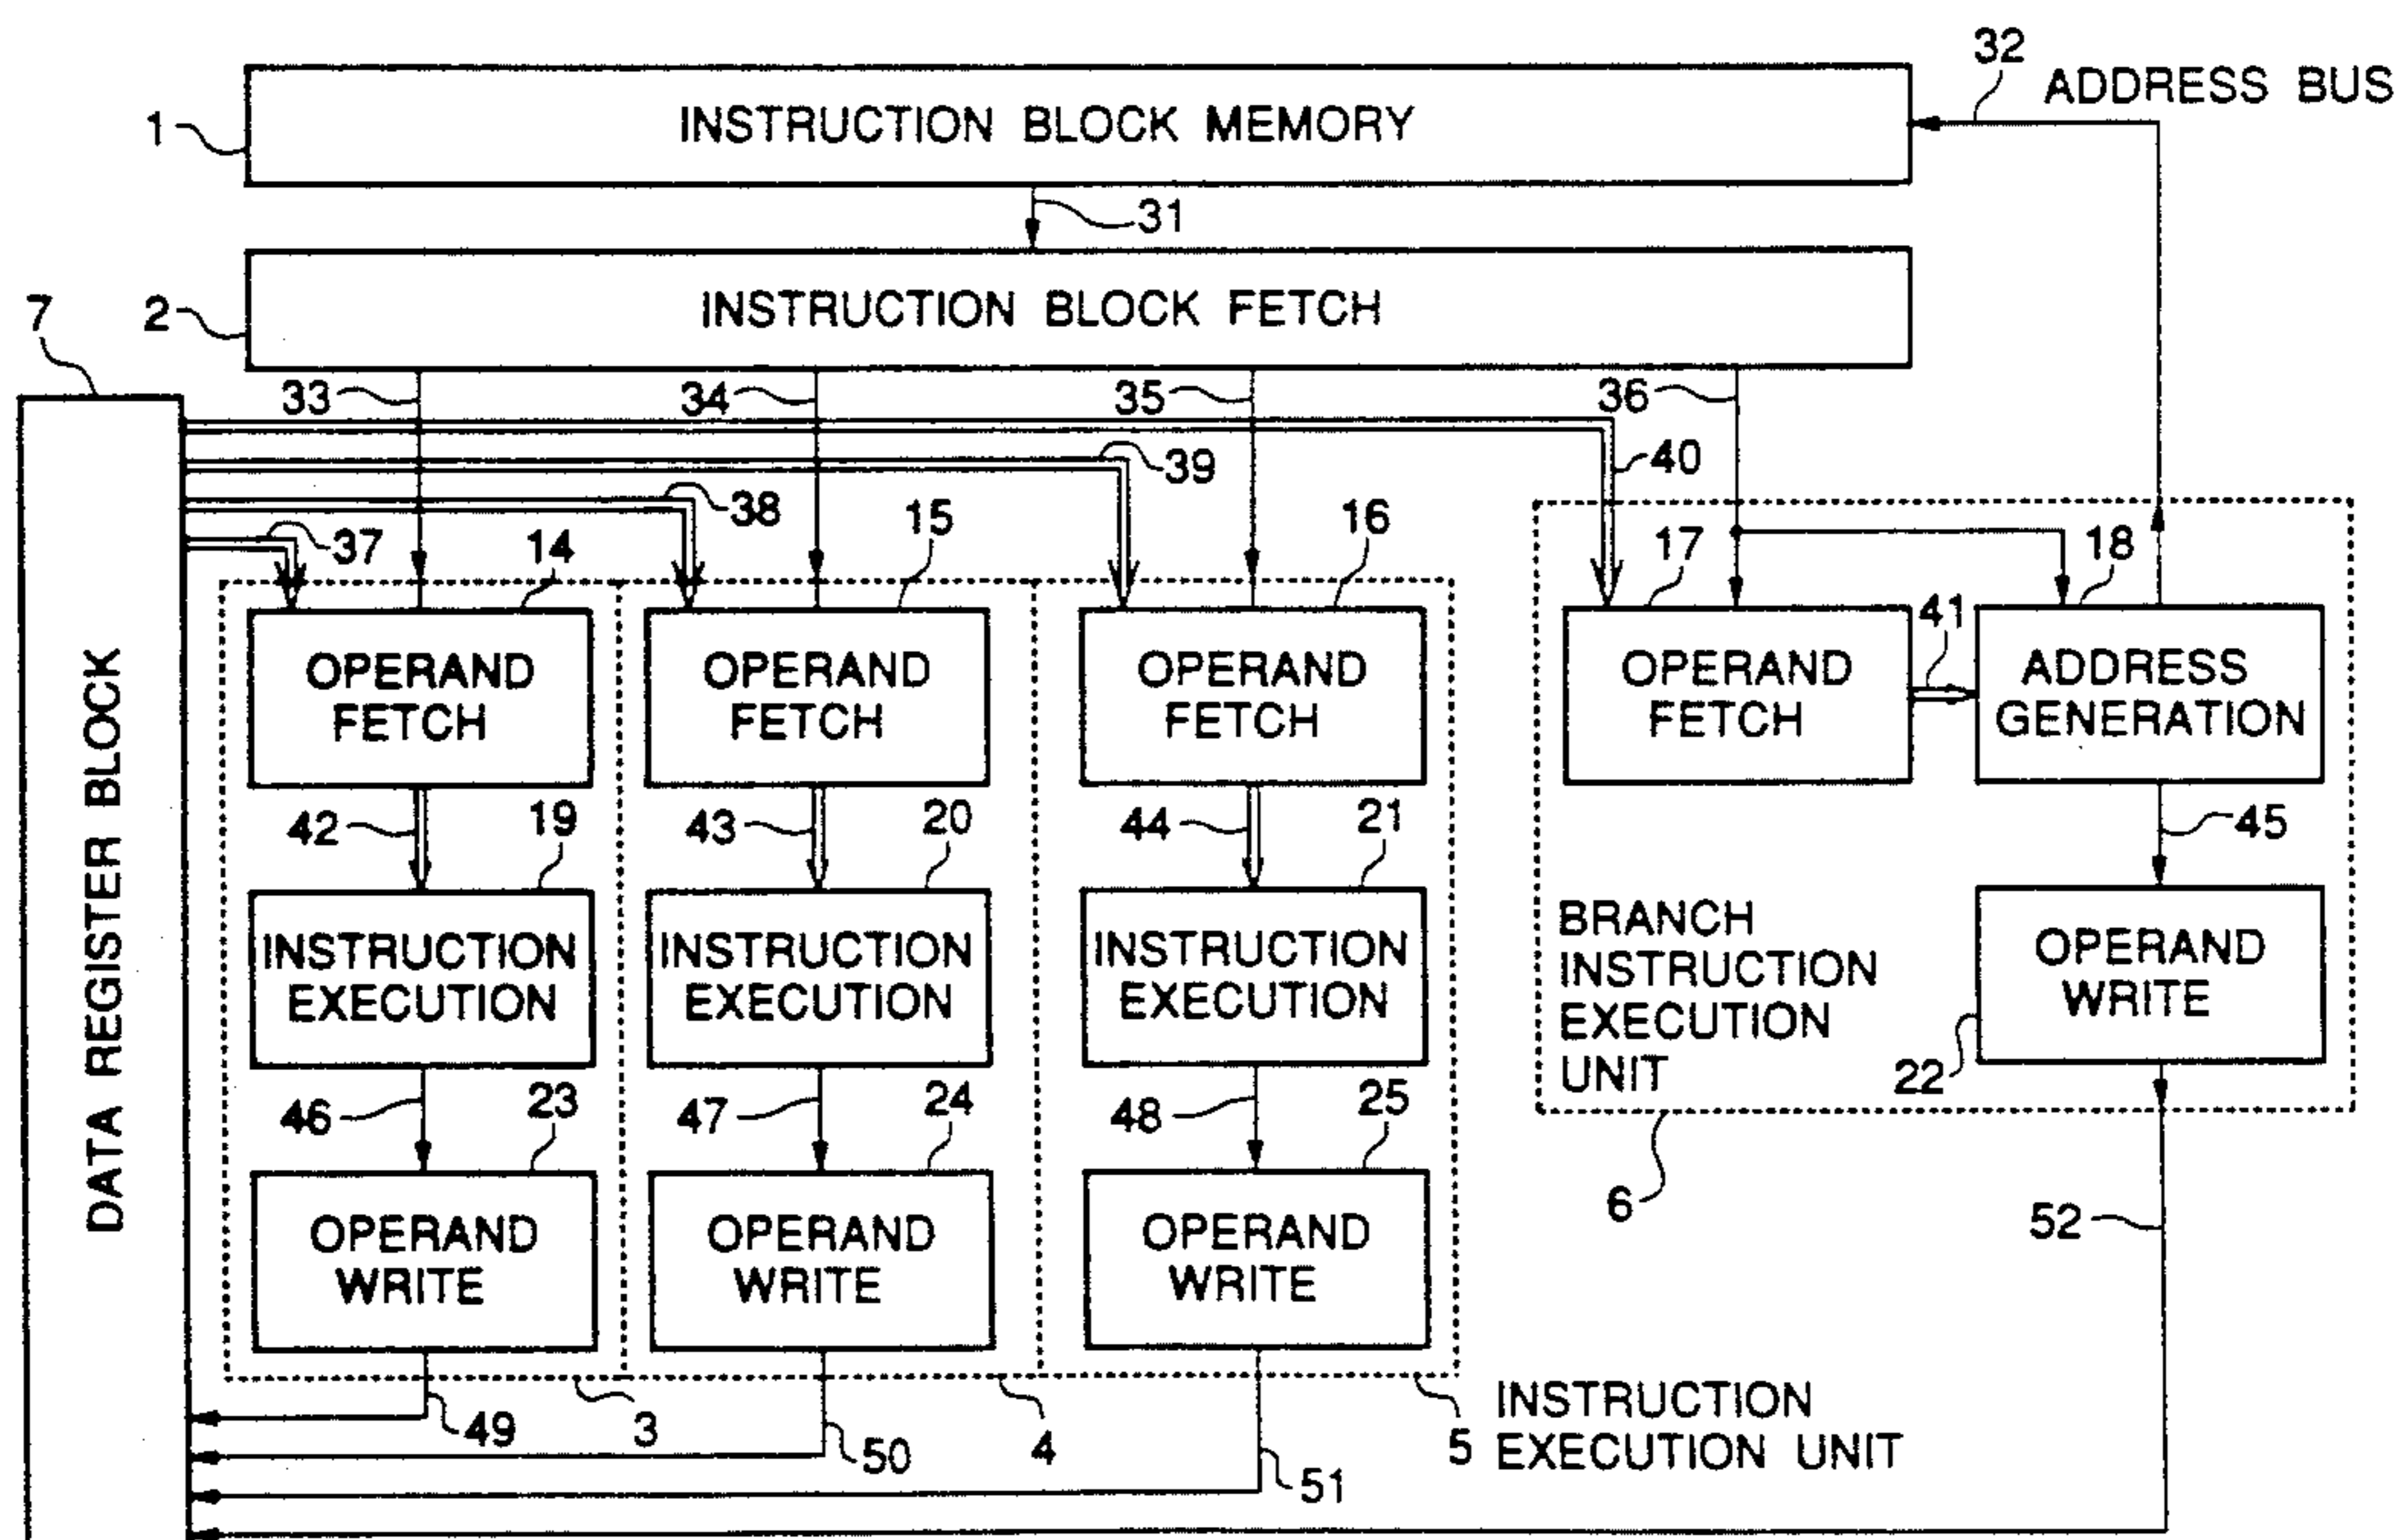 32
ADDRESS BUS
1
INSTRUCTION BLOCK MEMORY
31
7
2
INSTRUCTION BLOCK FETCH
33
34
35
36
39
40
38
37
14
15
16
17
18
41
DATA REGISTER BLOCK
OPERAND
FETCH
OPERAND
FETCH
OPERAND
FETCH
OPERAND
FETCH
ADDRESS
GENERATION
42
19
43
20
44
21
45
INSTRUCTION
EXECUTION
INSTRUCTION
EXECUTION
INSTRUCTION
EXECUTION
BRANCH
INSTRUCTION
EXECUTION
UNIT
OPERAND
WRITE
22
46
23
47
24
48
25
6
52
OPERAND
WRITE
OPERAND
WRITE
OPERAND
WRITE
49
3
50
4
51
5
INSTRUCTION
EXECUTION UNIT